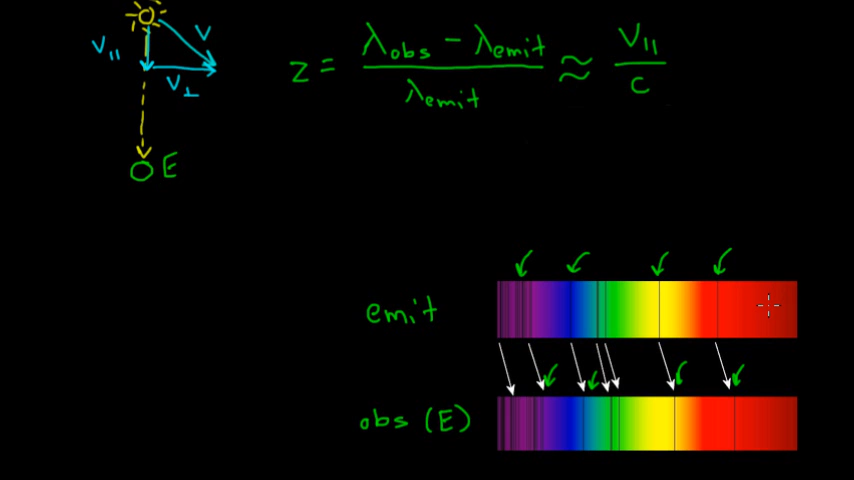 V∥
V
V⊥
E
z = (λobs − λemit) / λemit ≈ V∥ / c
emit
obs (E)